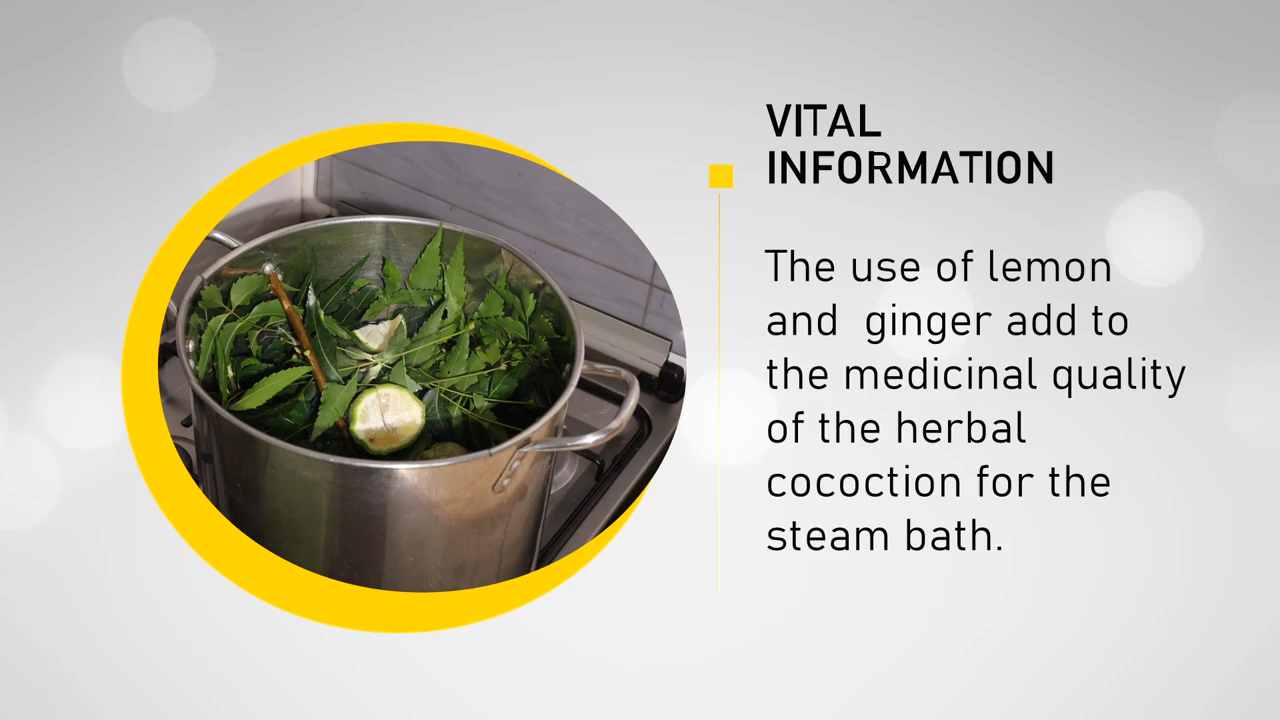 VITAL
INFORMATION
The use of lemon
and  ginger add to
the medicinal quality
of the herbal
cocoction for the
steam bath.